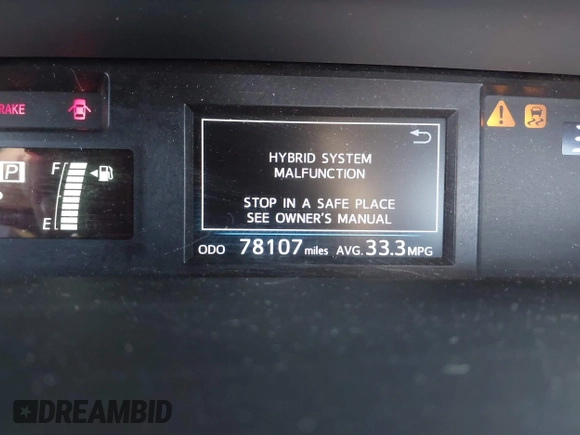 RAKE
P
F
E
HYBRID SYSTEM
MALFUNCTION
STOP IN A SAFE PLACE
SEE OWNER'S MANUAL
ODO 78107 miles AVG. 33.3 MPG
DREAMBID